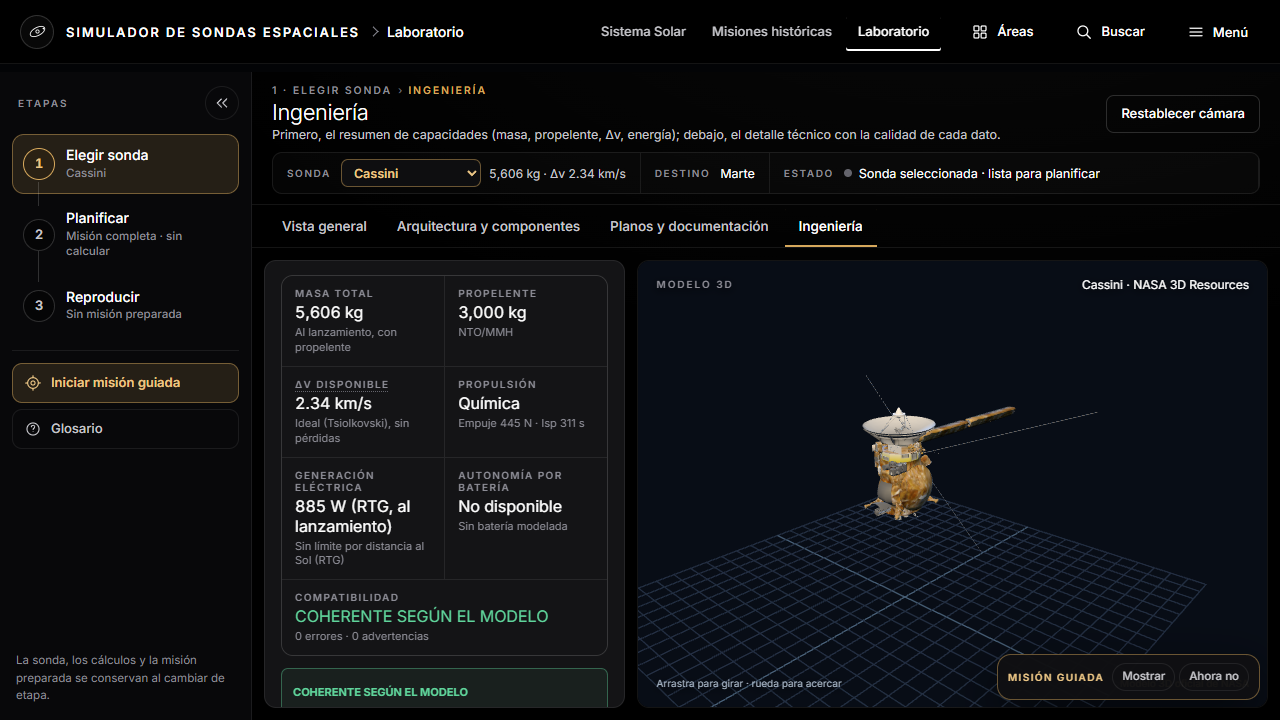 SIMULADOR DE SONDAS ESPACIALES > Laboratorio
Sistema Solar
Misiones históricas
Laboratorio
Áreas
Buscar
Menú
ETAPAS
1
Elegir sonda
Cassini
2
Planificar
Misión completa · sin
calcular
3
Reproducir
Sin misión preparada
Iniciar misión guiada
Glosario
La sonda, los cálculos y la misión
preparada se conservan al cambiar de
etapa.
1 · ELEGIR SONDA > INGENIERÍA
Ingeniería
Primero, el resumen de capacidades (masa, propelente, Δv, energía); debajo, el detalle técnico con la calidad de cada dato.
Restablecer cámara
SONDA Cassini 5,606 kg · Δv 2.34 km/s
DESTINO Marte
ESTADO Sonda seleccionada · lista para planificar
Vista general
Arquitectura y componentes
Planos y documentación
Ingeniería
MASA TOTAL
5,606 kg
Al lanzamiento, con
propelente
PROPELENTE
3,000 kg
NTO/MMH
ΔV DISPONIBLE
2.34 km/s
Ideal (Tsiolkovski), sin
pérdidas
PROPULSIÓN
Química
Empuje 445 N · Isp 311 s
GENERACIÓN
ELÉCTRICA
885 W (RTG, al
lanzamiento)
Sin límite por distancia al
Sol (RTG)
AUTONOMÍA POR
BATERÍA
No disponible
Sin batería modelada
COMPATIBILIDAD
COHERENTE SEGÚN EL MODELO
0 errores · 0 advertencias
COHERENTE SEGÚN EL MODELO
MODELO 3D
Cassini · NASA 3D Resources
Arrastra para girar · rueda para acercar
MISIÓN GUIADA
Mostrar
Ahora no